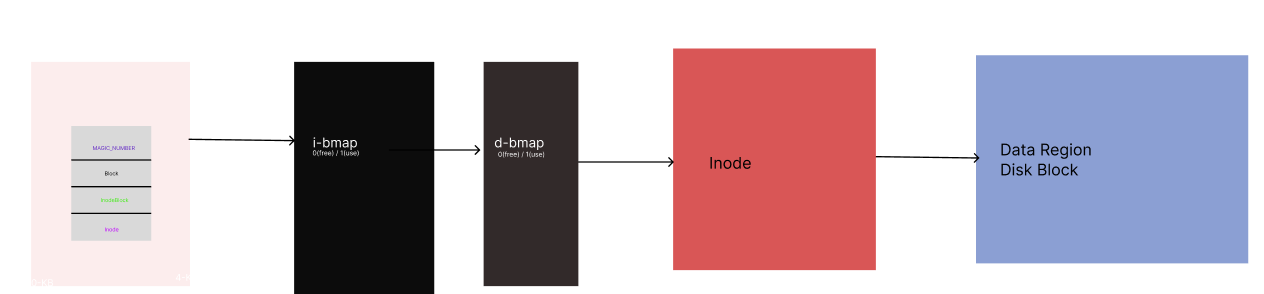 MAGIC_NUMBER
Block
InodeBlock
Inode
i-bmap
0(free) / 1(use)
d-bmap
0(free) / 1(use)
Inode
Data Region
Disk Block